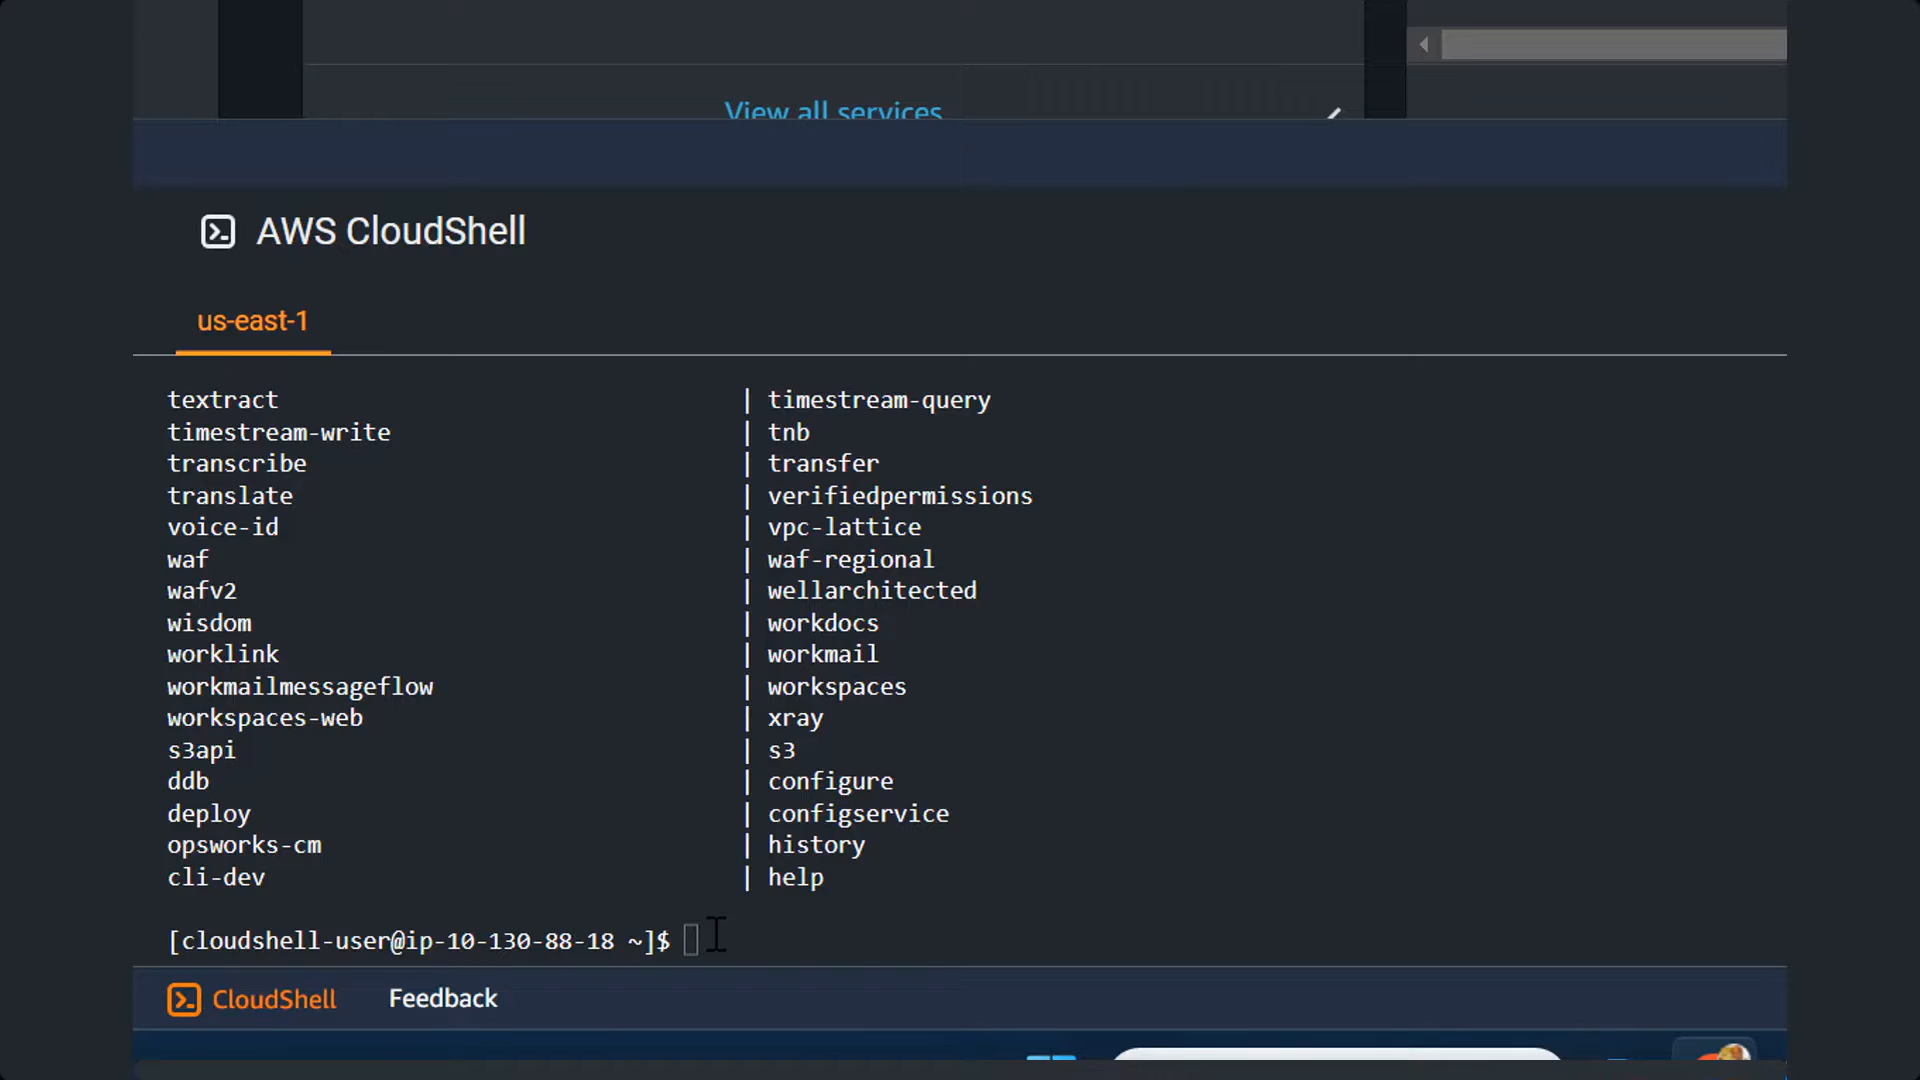 View all services
AWS CloudShell
us-east-1
textract | timestream-query
timestream-write | tnb
transcribe | transfer
translate | verifiedpermissions
voice-id | vpc-lattice
waf | waf-regional
wafv2 | wellarchitected
wisdom | workdocs
worklink | workmail
workmailmessageflow | workspaces
workspaces-web | xray
s3api | s3
ddb | configure
deploy | configservice
opsworks-cm | history
cli-dev | help
[cloudshell-user@ip-10-130-88-18 ~]$
CloudShell Feedback